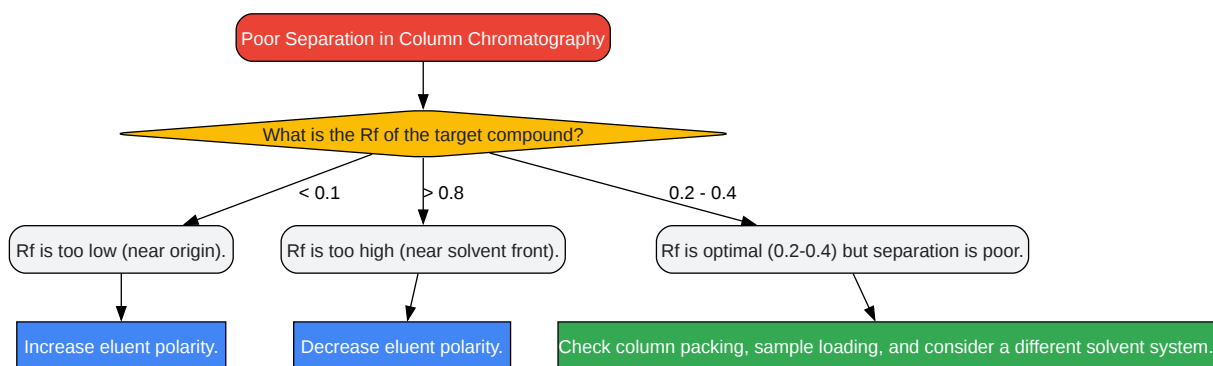 Poor Separation in Column Chromatography
What is the Rf of the target compound?
< 0.1
> 0.8
0.2 - 0.4
Rf is too low (near origin).
Rf is too high (near solvent front).
Rf is optimal (0.2-0.4) but separation is poor.
Increase eluent polarity.
Decrease eluent polarity.
Check column packing, sample loading, and consider a different solvent system.